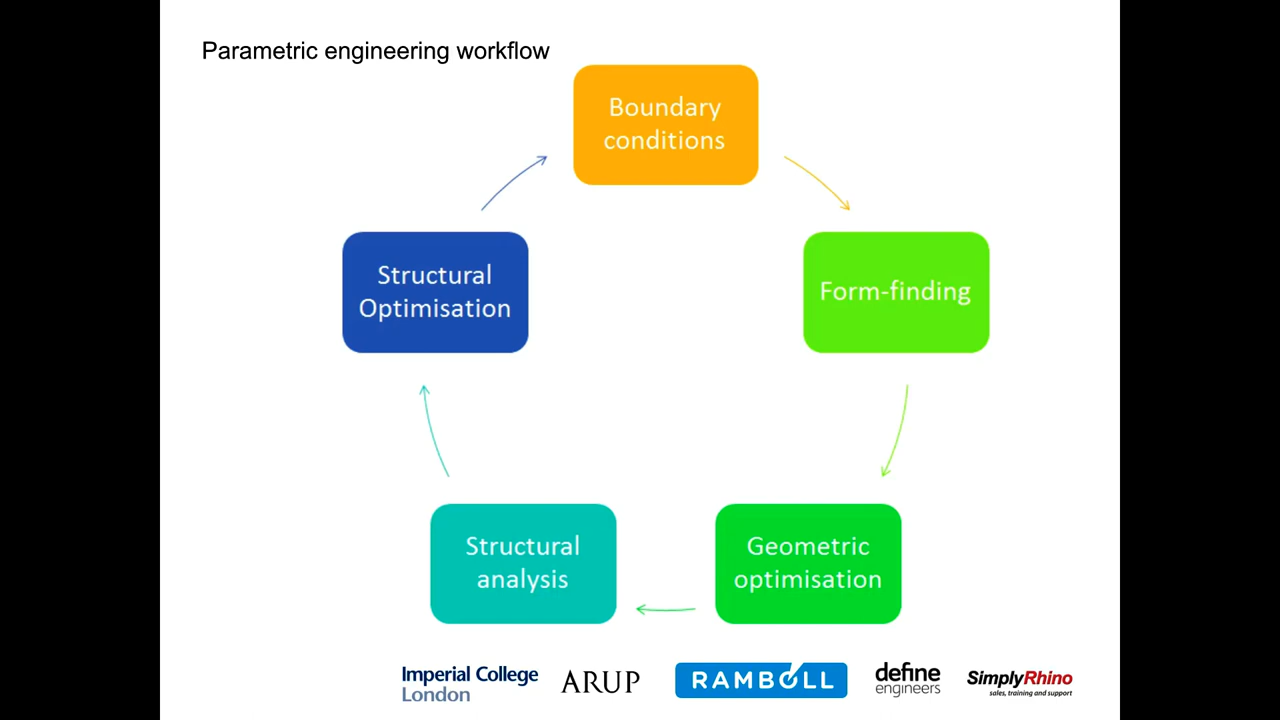 Parametric engineering workflow
Boundary
conditions
Form-finding
Geometric
optimisation
Structural
analysis
Structural
Optimisation
Imperial College
London
ARUP
RAMBOLL
define
engineers
SimplyRhino
sales, training and support